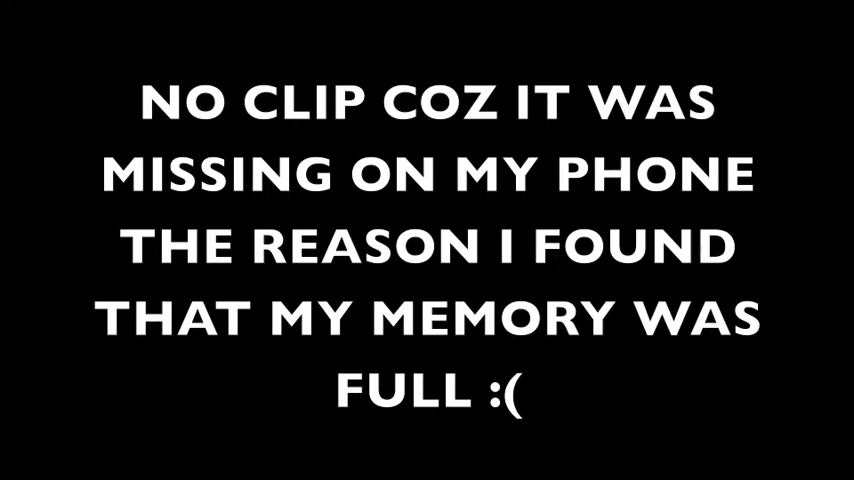 NO CLIP COZ IT WAS
MISSING ON MY PHONE
THE REASON I FOUND
THAT MY MEMORY WAS
FULL :(